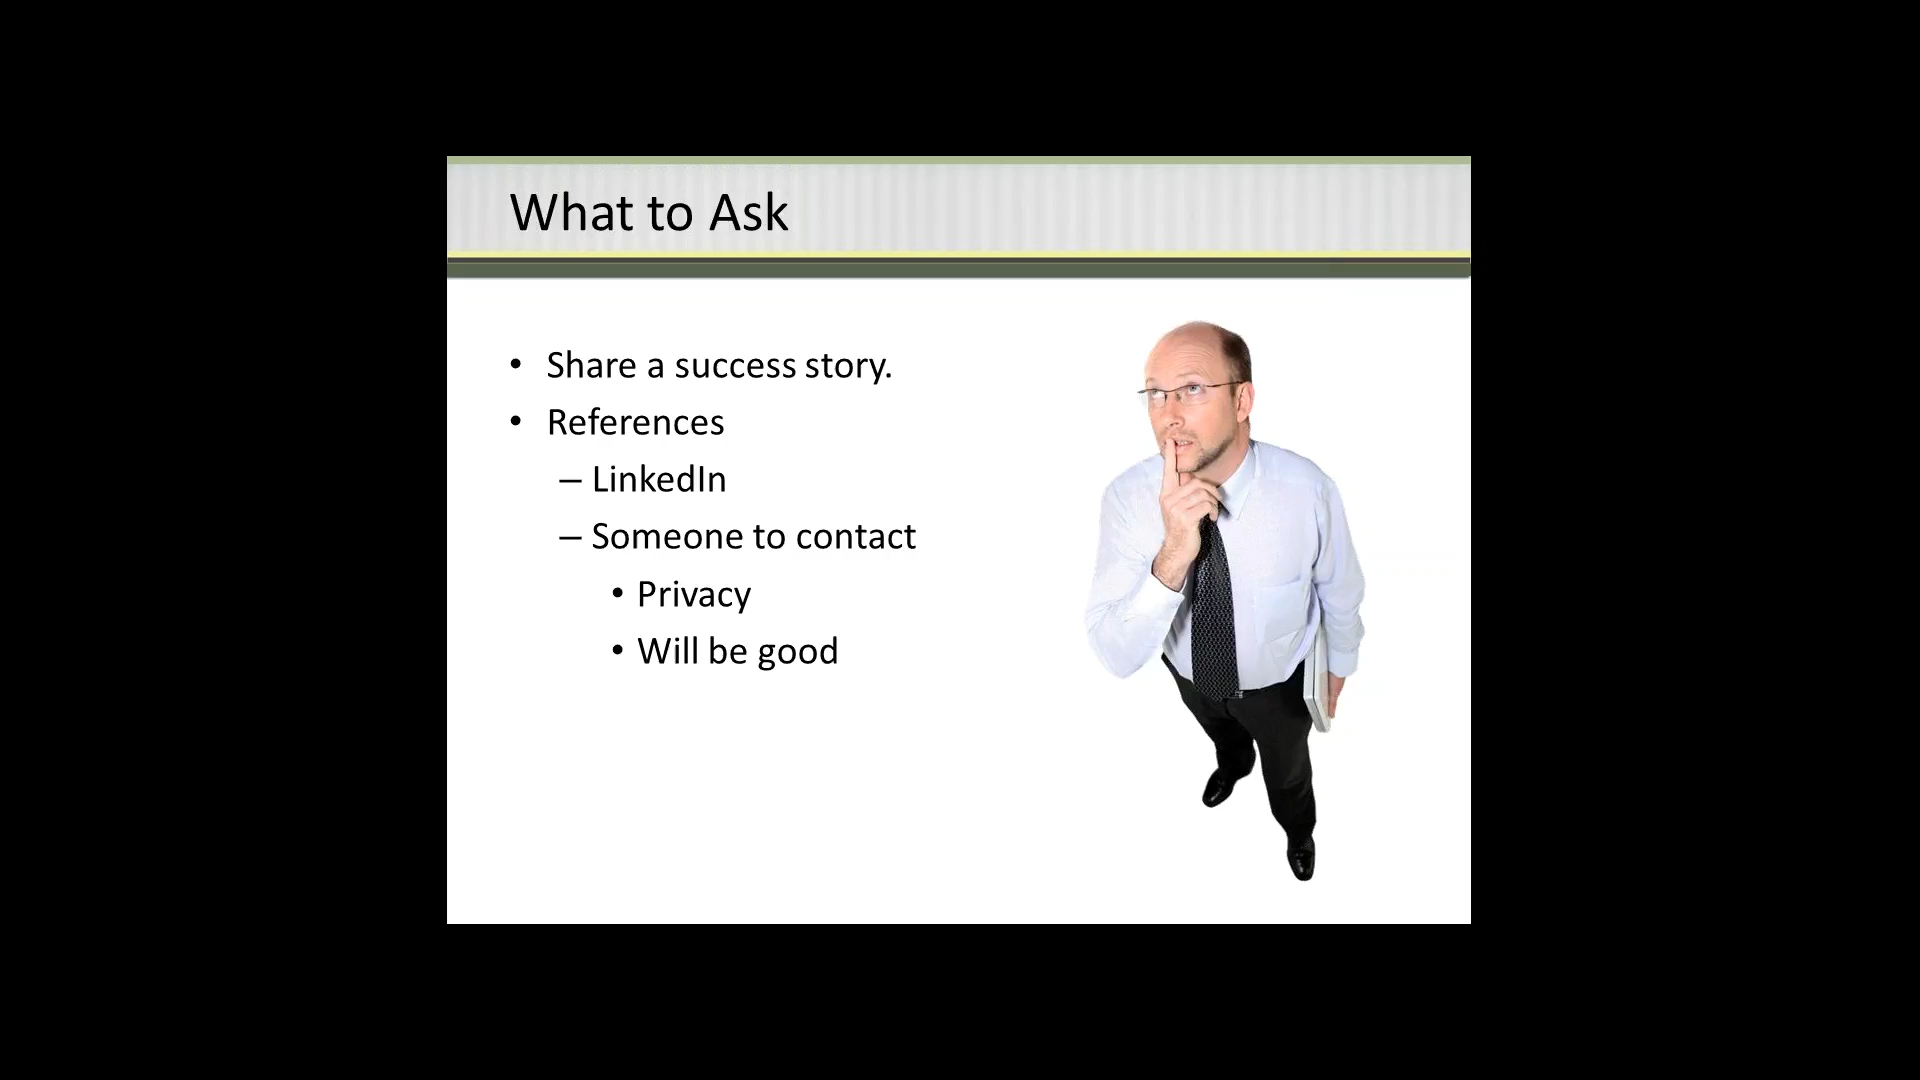 What to Ask
• Share a success story.
• References
– LinkedIn
– Someone to contact
• Privacy
• Will be good